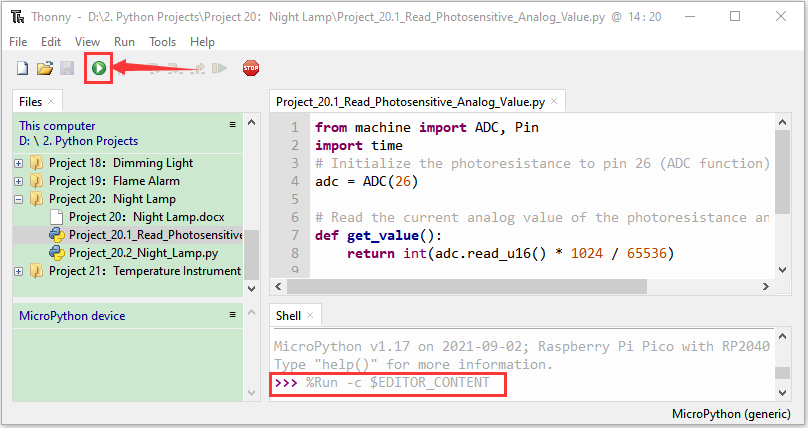 Thonny - D:\2. Python Projects\Project 20：Night Lamp\Project_20.1_Read_Photosensitive_Analog_Value.py @ 14 : 20
File Edit View Run Tools Help
STOP
Files
Project_20.1_Read_Photosensitive_Analog_Value.py
This computer
D: \ 2. Python Projects
Project 18：Dimming Light
Project 19：Flame Alarm
Project 20：Night Lamp
Project 20：Night Lamp.docx
Project_20.1_Read_Photosensitive
Project_20.2_Night_Lamp.py
Project 21：Temperature Instrument
MicroPython device
1 from machine import ADC, Pin
2 import time
3 # Initialize the photoresistance to pin 26 (ADC function)
4 adc = ADC(26)
5
6 # Read the current analog value of the photoresistance an
7 def get_value():
8 return int(adc.read_u16() * 1024 / 65536)
9
Shell
MicroPython v1.17 on 2021-09-02; Raspberry Pi Pico with RP2040
Type "help()" for more information.
>>> %Run -c $EDITOR_CONTENT
MicroPython (generic)